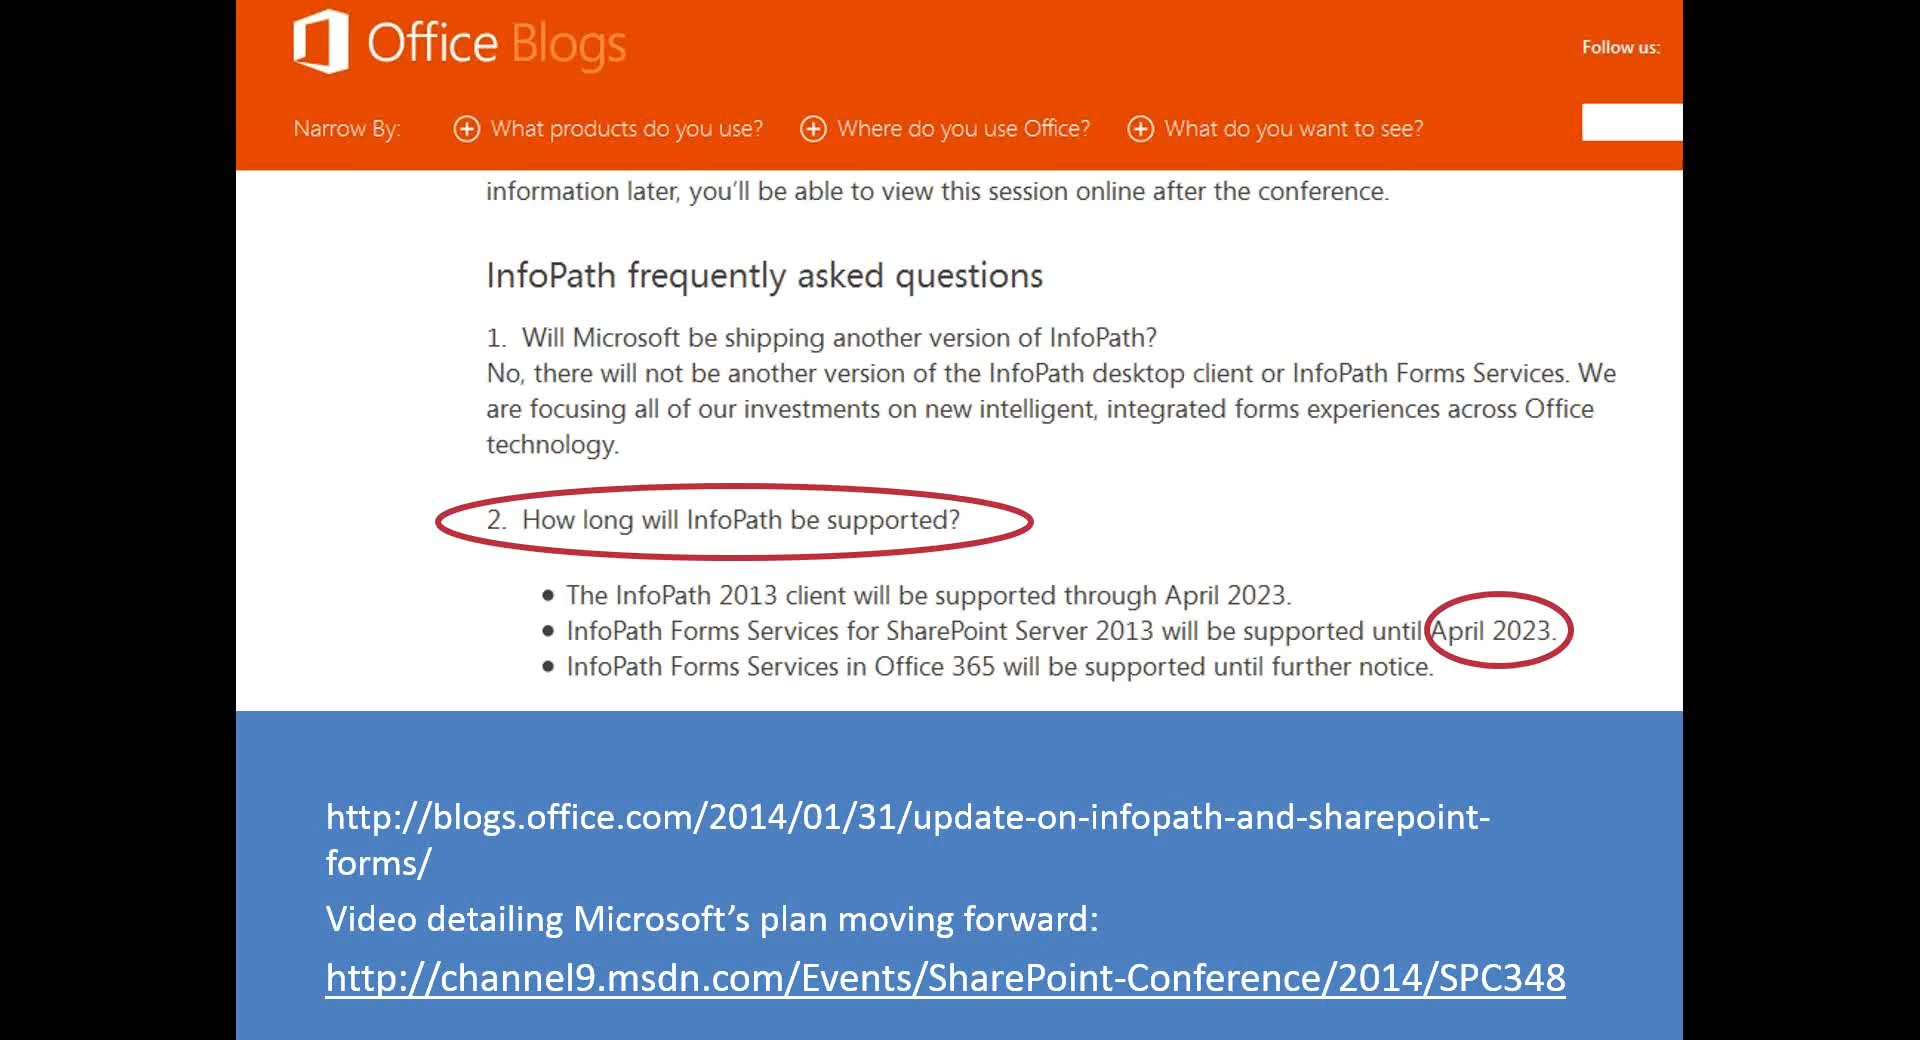 Office Blogs
Follow us:
Narrow By: What products do you use? Where do you use Office? What do you want to see?
information later, you'll be able to view this session online after the conference.
InfoPath frequently asked questions
1. Will Microsoft be shipping another version of InfoPath?
No, there will not be another version of the InfoPath desktop client or InfoPath Forms Services. We
are focusing all of our investments on new intelligent, integrated forms experiences across Office
technology.
2. How long will InfoPath be supported?
• The InfoPath 2013 client will be supported through April 2023.
• InfoPath Forms Services for SharePoint Server 2013 will be supported until April 2023.
• InfoPath Forms Services in Office 365 will be supported until further notice.
http://blogs.office.com/2014/01/31/update-on-infopath-and-sharepoint-
forms/
Video detailing Microsoft’s plan moving forward:
http://channel9.msdn.com/Events/SharePoint-Conference/2014/SPC348